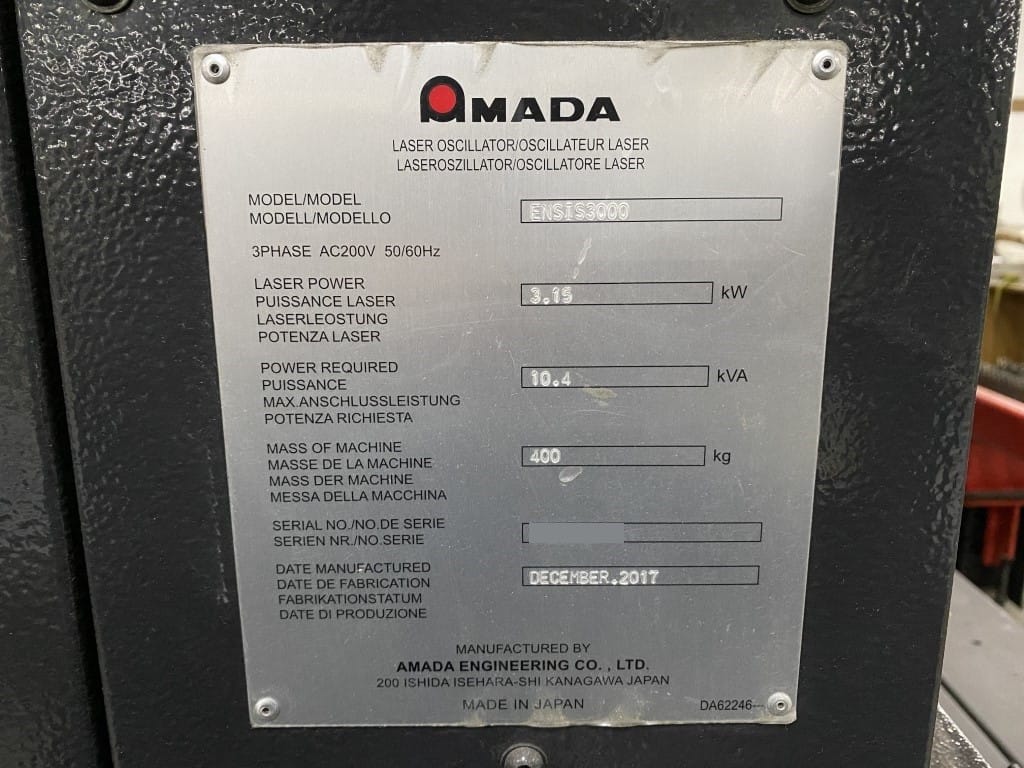 AMADA
LASER OSCILLATOR/OSCILLATEUR LASER
LASEROSZILLATOR/OSCILLATORE LASER
MODEL/MODEL
MODELL/MODELLO
ENSIS3000
3PHASE AC200V 50/60Hz
LASER POWER
PUISSANCE LASER
LASERLEOSTUNG
POTENZA LASER
3.15 kW
POWER REQUIRED
PUISSANCE
MAX.ANSCHLUSSLEISTUNG
POTENZA RICHIESTA
10.4 kVA
MASS OF MACHINE
MASSE DE LA MACHINE
MASS DER MACHINE
MESSA DELLA MACCHINA
400 kg
SERIAL NO./NO.DE SERIE
SERIEN NR./NO.SERIE
DATE MANUFACTURED
DATE DE FABRICATION
FABRIKATIONSTATUM
DATE DI PRODUZIONE
DECEMBER,2017
MANUFACTURED BY
AMADA ENGINEERING CO., LTD.
200 ISHIDA ISEHARA-SHI KANAGAWA JAPAN
MADE IN JAPAN
DA62246---